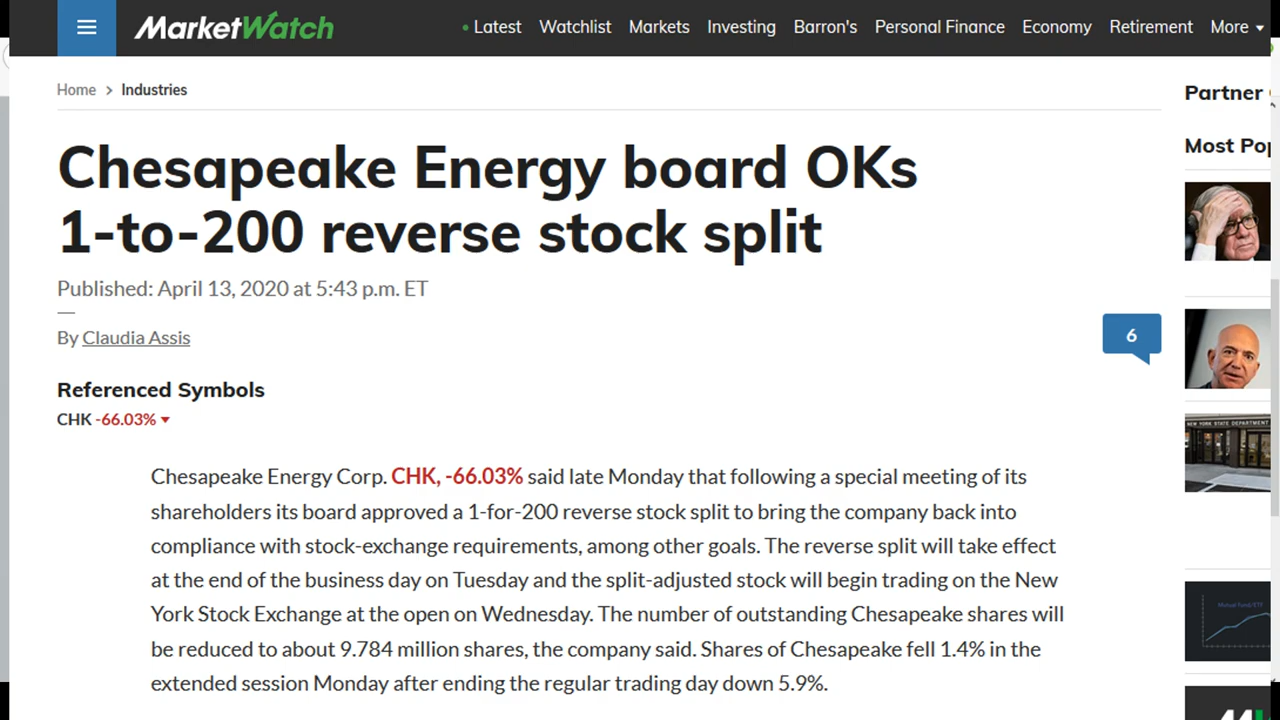 MarketWatch
• Latest Watchlist Markets Investing Barron's Personal Finance Economy Retirement More
Home > Industries
Partner
Most Pop
Chesapeake Energy board OKs
1-to-200 reverse stock split
Published: April 13, 2020 at 5:43 p.m. ET
By Claudia Assis
6
Referenced Symbols
CHK -66.03%
Chesapeake Energy Corp. CHK, -66.03% said late Monday that following a special meeting of its
shareholders its board approved a 1-for-200 reverse stock split to bring the company back into
compliance with stock-exchange requirements, among other goals. The reverse split will take effect
at the end of the business day on Tuesday and the split-adjusted stock will begin trading on the New
York Stock Exchange at the open on Wednesday. The number of outstanding Chesapeake shares will
be reduced to about 9.784 million shares, the company said. Shares of Chesapeake fell 1.4% in the
extended session Monday after ending the regular trading day down 5.9%.
NEW YORK STATE DEPARTMENT
Mutual Fund/ETF